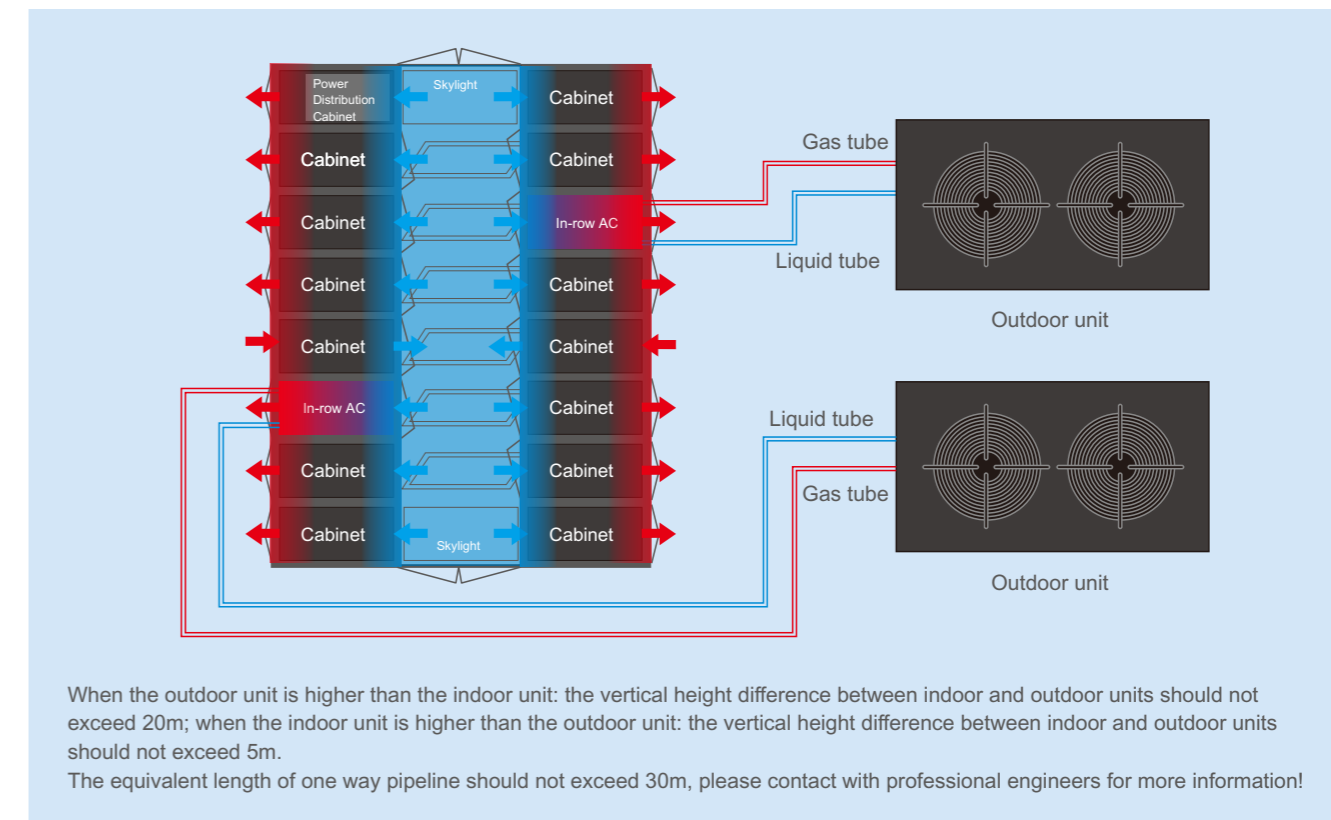 Power
Distribution
Cabinet
Skylight
Cabinet
Cabinet
Cabinet
Cabinet
In-row AC
Cabinet
Cabinet
Cabinet
Cabinet
In-row AC
Cabinet
Cabinet
Cabinet
Cabinet
Skylight
Cabinet
Gas tube
Liquid tube
Outdoor unit
Liquid tube
Gas tube
Outdoor unit
When the outdoor unit is higher than the indoor unit: the vertical height difference between indoor and outdoor units should not
exceed 20m; when the indoor unit is higher than the outdoor unit: the vertical height difference between indoor and outdoor units
should not exceed 5m.
The equivalent length of one way pipeline should not exceed 30m, please contact with professional engineers for more information!